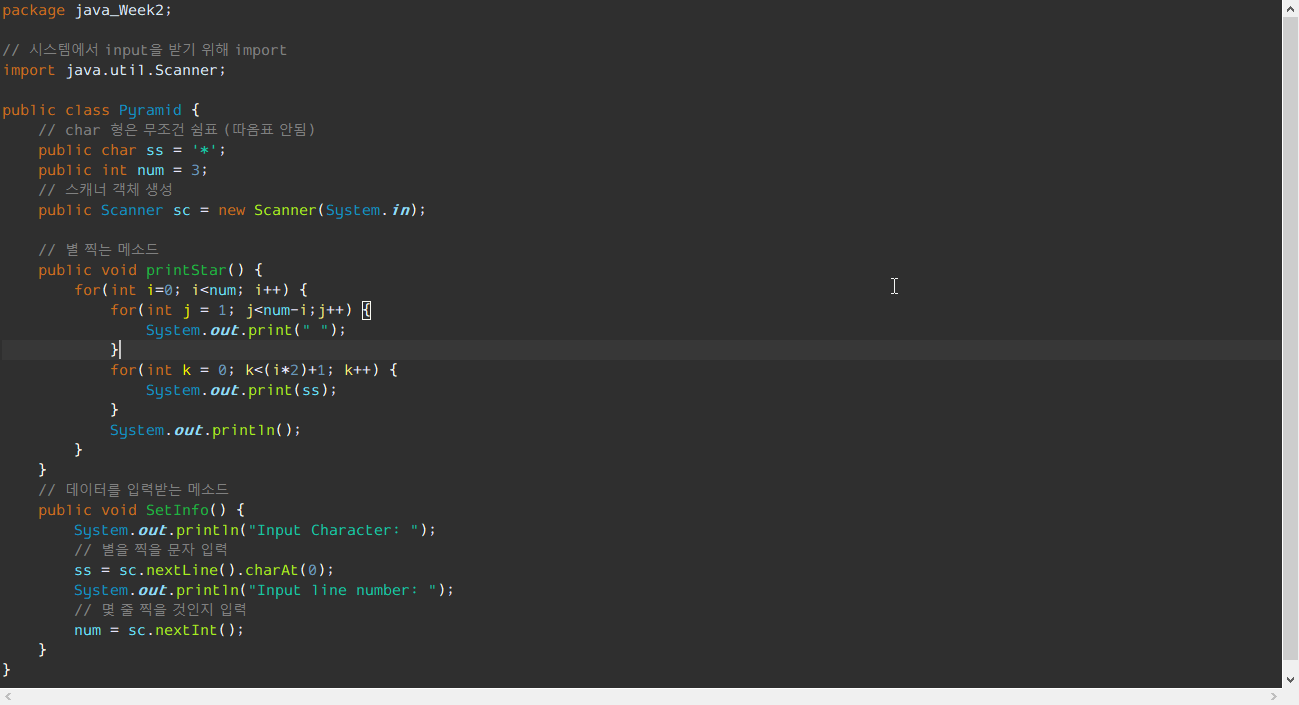 package java_Week2;
// 시스템에서 input을 받기 위해 import
import java.util.Scanner;
public class Pyramid {
// char 형은 무조건 쉼표 (따옴표 안됨)
public char ss = '*';
public int num = 3;
// 스캐너 객체 생성
public Scanner sc = new Scanner(System.in);
// 별 찍는 메소드
public void printStar() {
for(int i=0; i<num; i++) {
for(int j = 1; j<num-i;j++) {
System.out.print(" ");
}
for(int k = 0; k<(i*2)+1; k++) {
System.out.print(ss);
}
System.out.println();
}
}
// 데이터를 입력받는 메소드
public void SetInfo() {
System.out.println("Input Character: ");
// 별을 찍을 문자 입력
ss = sc.nextLine().charAt(0);
System.out.println("Input line number: ");
// 몇 줄 찍을 것인지 입력
num = sc.nextInt();
}
}